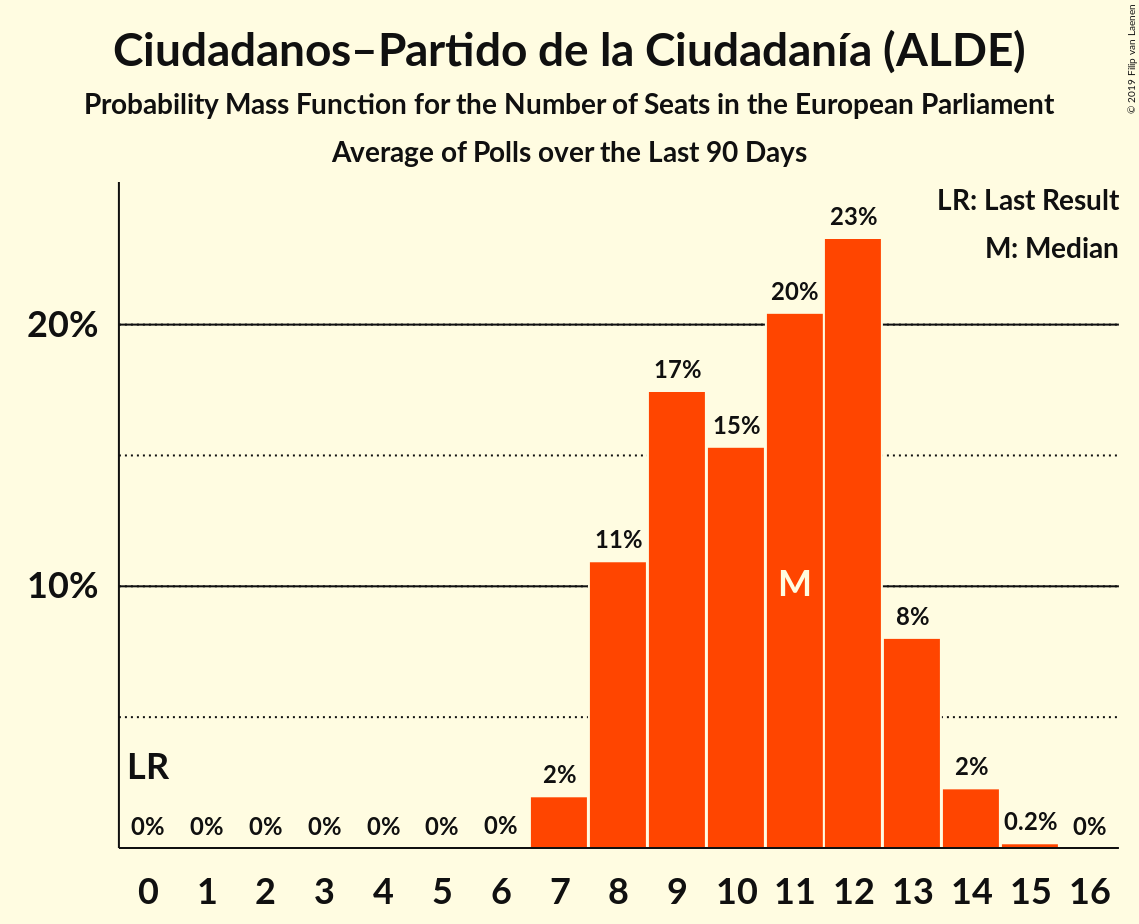 Ciudadanos–Partido de la Ciudadanía (ALDE)
Probability Mass Function for the Number of Seats in the European Parliament
Average of Polls over the Last 90 Days
© 2019 Filip van Laenen
LR: Last Result
M: Median
23%
20%
20%
17%
15%
11%
10%
M
8%
LR
2%
2%
0% 0% 0% 0% 0% 0% 0% 0.2% 0%
0 1 2 3 4 5 6 7 8 9 10 11 12 13 14 15 16